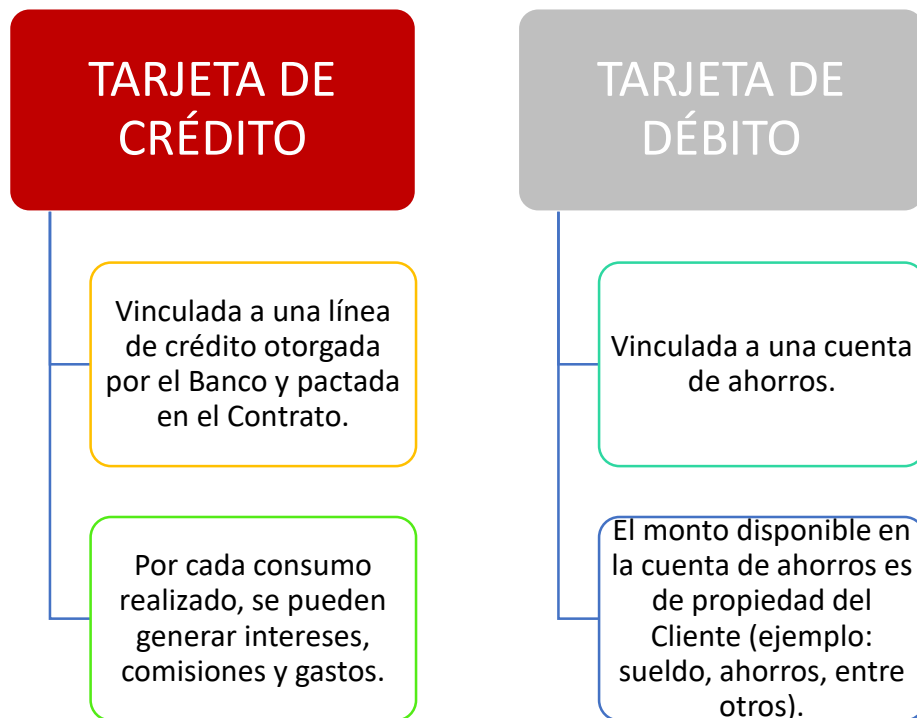 TARJETA DE
CRÉDITO
Vinculada a una línea
de crédito otorgada
por el Banco y pactada
en el Contrato.
Por cada consumo
realizado, se pueden
generar intereses,
comisiones y gastos.
TARJETA DE
DÉBITO
Vinculada a una cuenta
de ahorros.
El monto disponible en
la cuenta de ahorros es
de propiedad del
Cliente (ejemplo:
sueldo, ahorros, entre
otros).